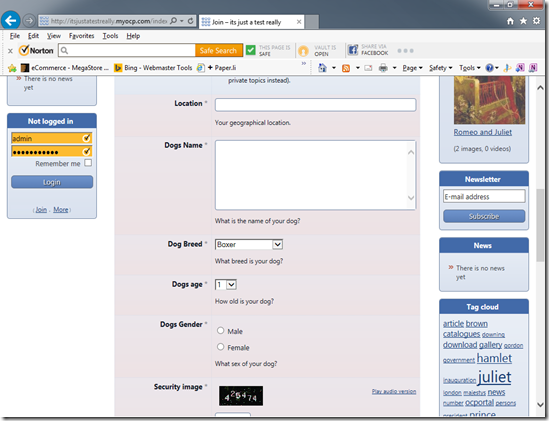 http://itsjustatestreally.myocp.com/index
Join – its just a test really
File Edit View Favorites Tools Help
Norton
Safe Search
THIS PAGE IS SAFE
VAULT IS OPEN
SHARE VIA FACEBOOK
eCommerce - MegaStore ...
Bing - Webmaster Tools
Paper.li
Page
Safety
Tools
There is no news yet
Not logged in
admin
Remember me
Login
Join
More
private topics instead).
Location *
Your geographical location.
Dogs Name *
What is the name of your dog?
Dog Breed *
Boxer
What breed is your dog?
Dogs age *
1
How old is your dog?
Dogs Gender *
Male
Female
What sex of your dog?
Security image *
Play audio version
Romeo and Juliet
(2 images, 0 videos)
Newsletter
E-mail address
Subscribe
News
There is no news yet
Tag cloud
article brown
catalogues downing
download gallery gordon
government hamlet
inauguration juliet
london majestys news
number ocportal persons
president prince